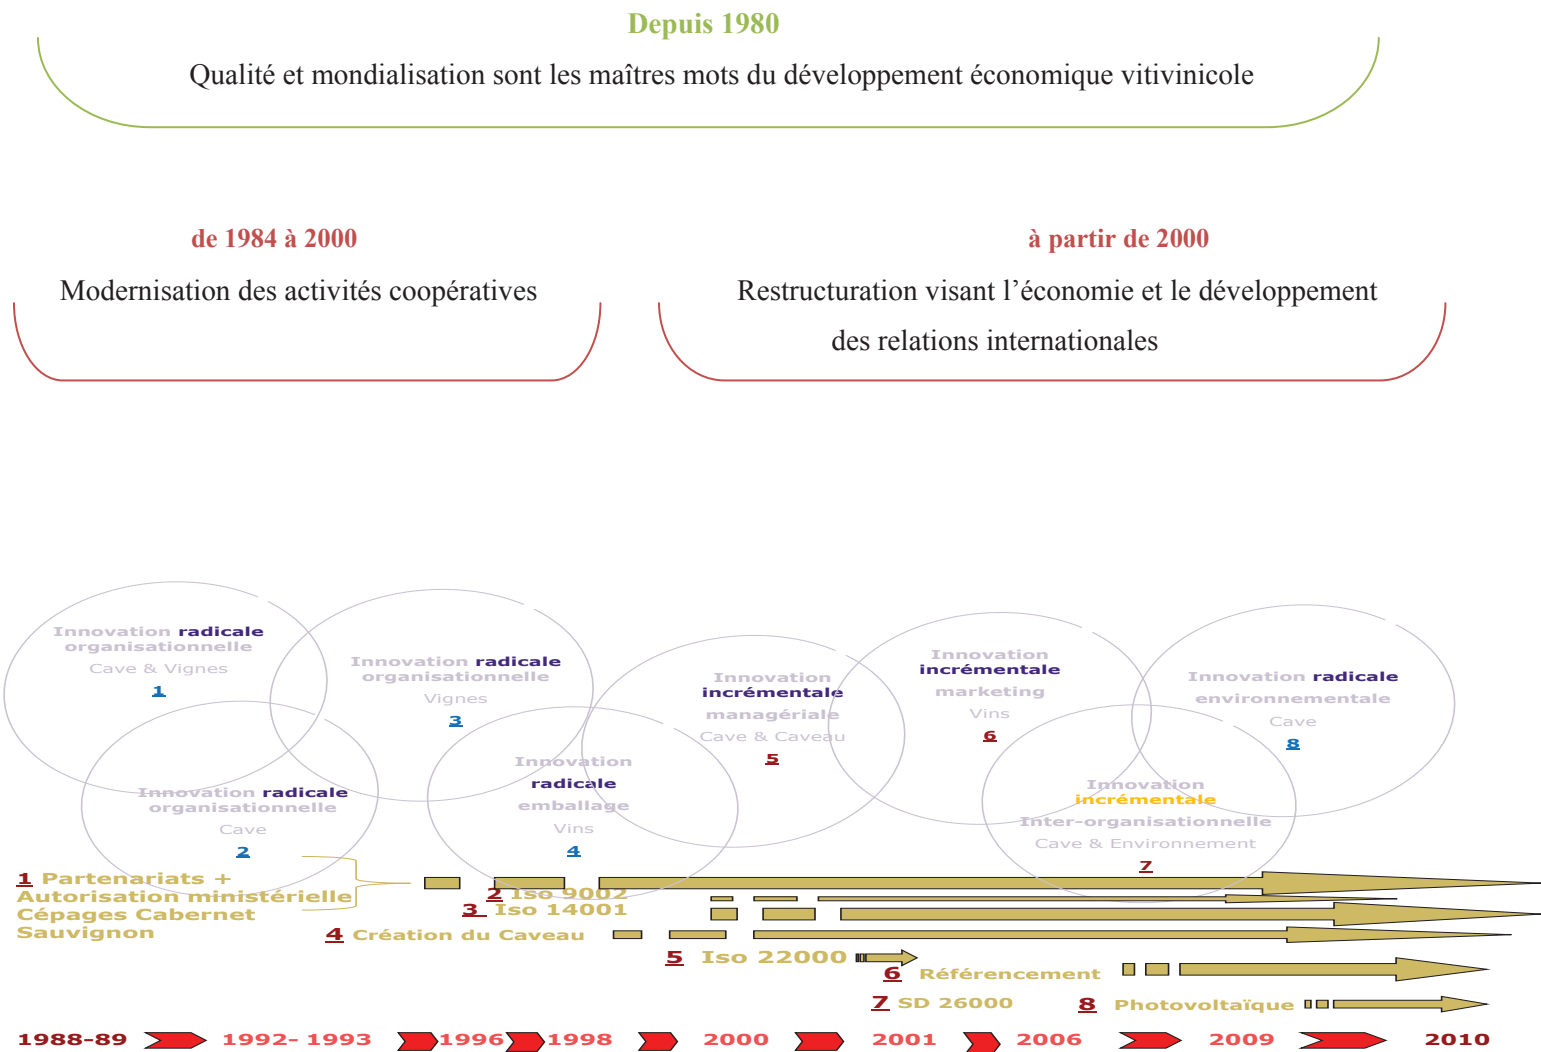 Depuis 1980
Qualité et mondialisation sont les maîtres mots du développement économique vitivinicole
de 1984 à 2000
Modernisation des activités coopératives
à partir de 2000
Restructuration visant l’économie et le développement
des relations internationales
Innovation radicale
organisationnelle
Cave & Vignes
1
Innovation radicale
organisationnelle
Cave
2
Innovation radicale
organisationnelle
Vignes
3
Innovation
radicale
emballage
Vins
4
Innovation
incrémentale
managériale
Cave & Caveau
5
Innovation
incrémentale
marketing
Vins
6
Innovation
incrémentale
Inter-organisationnelle
Cave & Environnement
7
Innovation radicale
environnementale
Cave
8
1 Partenariats +
Autorisation ministérielle
Cépages Cabernet
Sauvignon
2 Iso 9002
3 Iso 14001
4 Création du Caveau
5 Iso 22000
6 Référencement
7 SD 26000
8 Photovoltaïque
1988-89 1992- 1993 1996 1998 2000 2001 2006 2009 2010